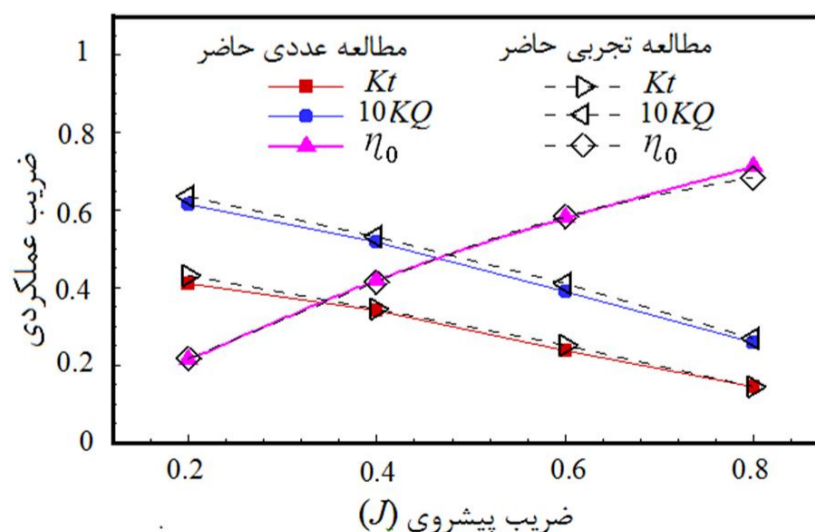 مطالعه تجربی حاضر
Kt
10KQ
η0
مطالعه عددی حاضر
Kt
10KQ
η0
ضریب عملکردی
1
0.8
0.6
0.4
0.2
0
0.2 0.4 0.6 0.8
ضریب پیشروی (J)